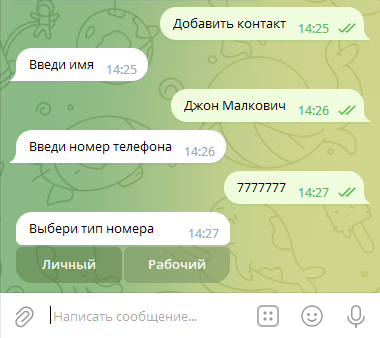 Добавить контакт 14:25
Введи имя 14:25
Джон Малкович 14:26
Введи номер телефона 14:26
7777777 14:27
Выбери тип номера 14:27
Личный Рабочий
Написать сообщение...